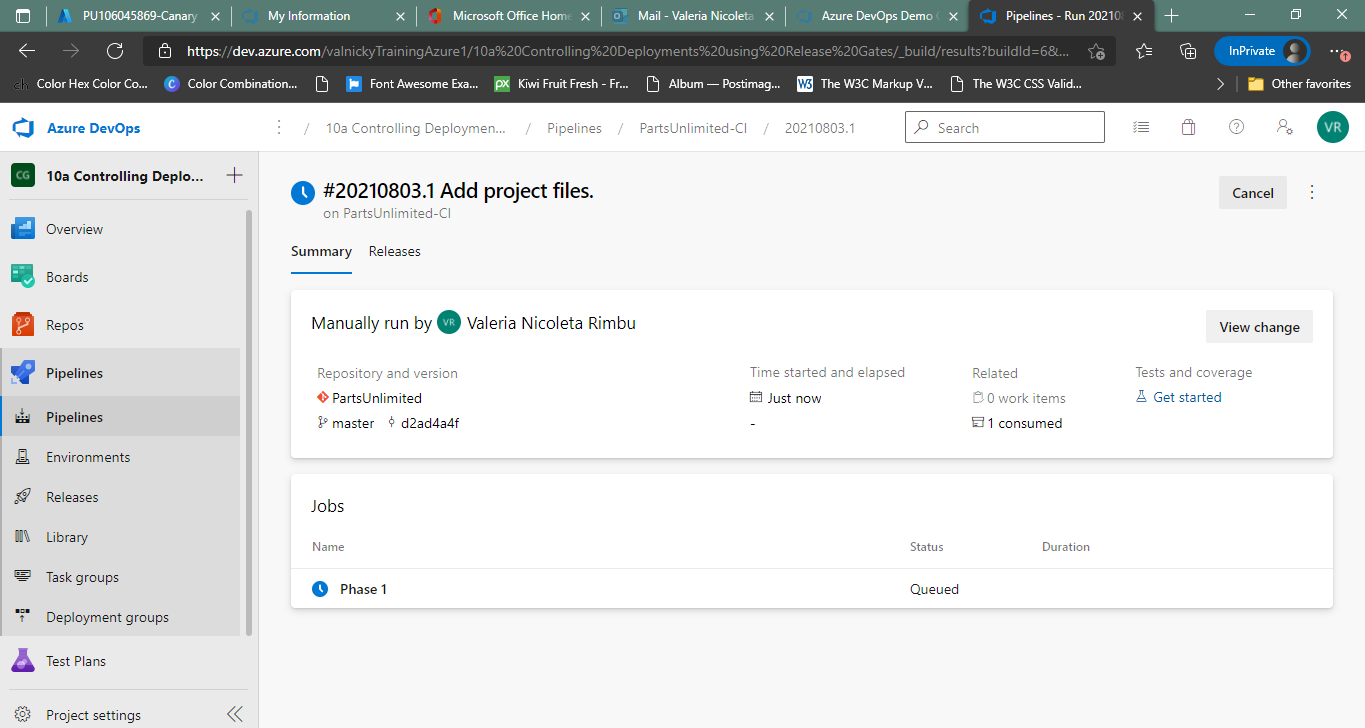 PU106045869-Canary
My Information
Microsoft Office Home
Mail - Valeria Nicoleta
Azure DevOps Demo
Pipelines - Run 202108
https://dev.azure.com/valnickyTrainingAzure1/10a%20Controlling%20Deployments%20using%20Release%20Gates/_build/results?buildId=6&...
InPrivate
Color Hex Color Co...
Color Combination...
Font Awesome Exa...
px
Kiwi Fruit Fresh - Fr...
Album — Postimag...
W3
The W3C Markup V...
The W3C CSS Valid...
Other favorites
Azure DevOps
/ 10a Controlling Deploymen... / Pipelines / PartsUnlimited-CI / 20210803.1
Search
VR
CG
10a Controlling Deplo...
Overview
Boards
Repos
Pipelines
Pipelines
Environments
Releases
Library
Task groups
Deployment groups
Test Plans
Project settings
#20210803.1 Add project files.
on PartsUnlimited-CI
Cancel
Summary
Releases
Manually run by VR Valeria Nicoleta Rimbu
View change
Repository and version
PartsUnlimited
master d2ad4a4f
Time started and elapsed
Just now
-
Related
0 work items
1 consumed
Tests and coverage
Get started
Jobs
Name Status Duration
Phase 1 Queued